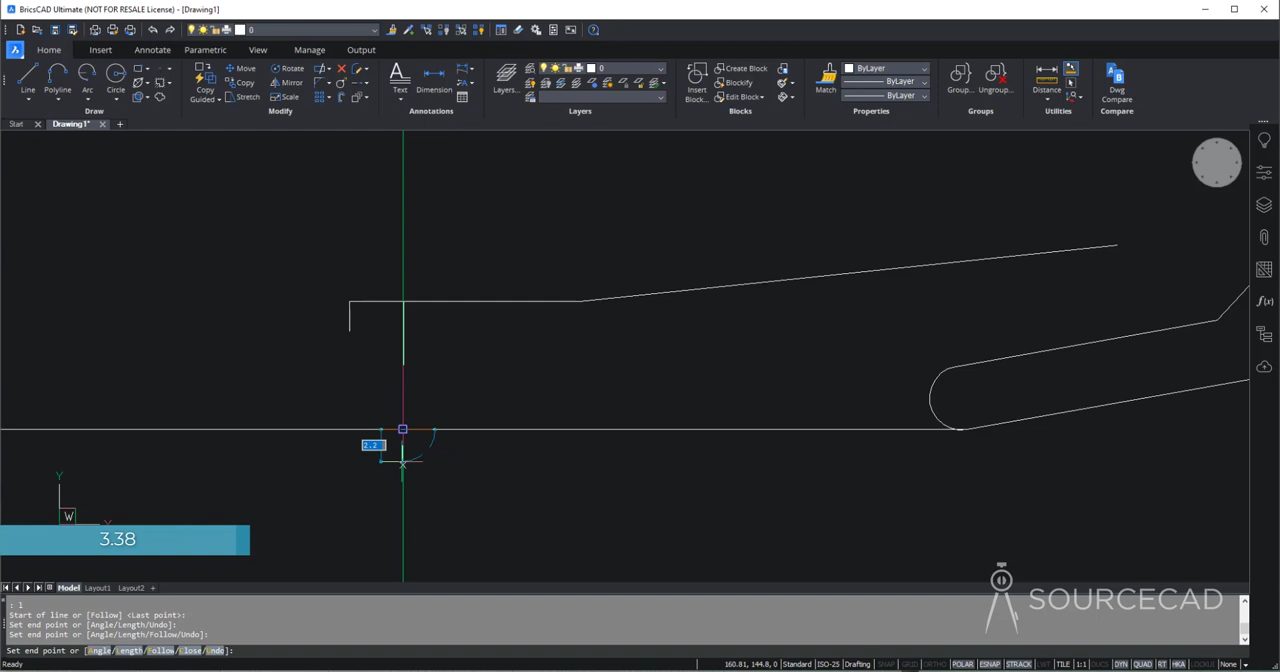 BricsCAD Ultimate (NOT FOR RESALE License) - [Drawing1]
0
Home Insert Annotate Parametric View Manage Output
Line Polyline Arc Circle
Draw
Copy Guided
Move
Copy
Stretch
Rotate
Mirror
Scale
Modify
Text Dimension
Annotations
Layers...
0
Layers
Insert Block...
Create Block
Blockify
Edit Block
Blocks
Match
ByLayer
ByLayer
ByLayer
Properties
Group... Ungroup...
Groups
Distance
Utilities
Dwg Compare
Compare
Start Drawing1*
2.2
Y
W
3.38
SOURCECAD
Model Layout1 Layout2
: l
Start of line or [Follow] <Last point>:
Set end point or [Angle/Length/Undo]:
Set end point or [Angle/Length/Follow/Undo]:
Set end point or [Angle/Length/Follow/Close/Undo]:
Ready
160.81, 144.8, 0 Standard ISO-25 Drafting SNAP GRID ORTHO POLAR ESNAP STRACK LWT TILE 1:1 DUCS DYN QUAD RT HKA LOCKUI None